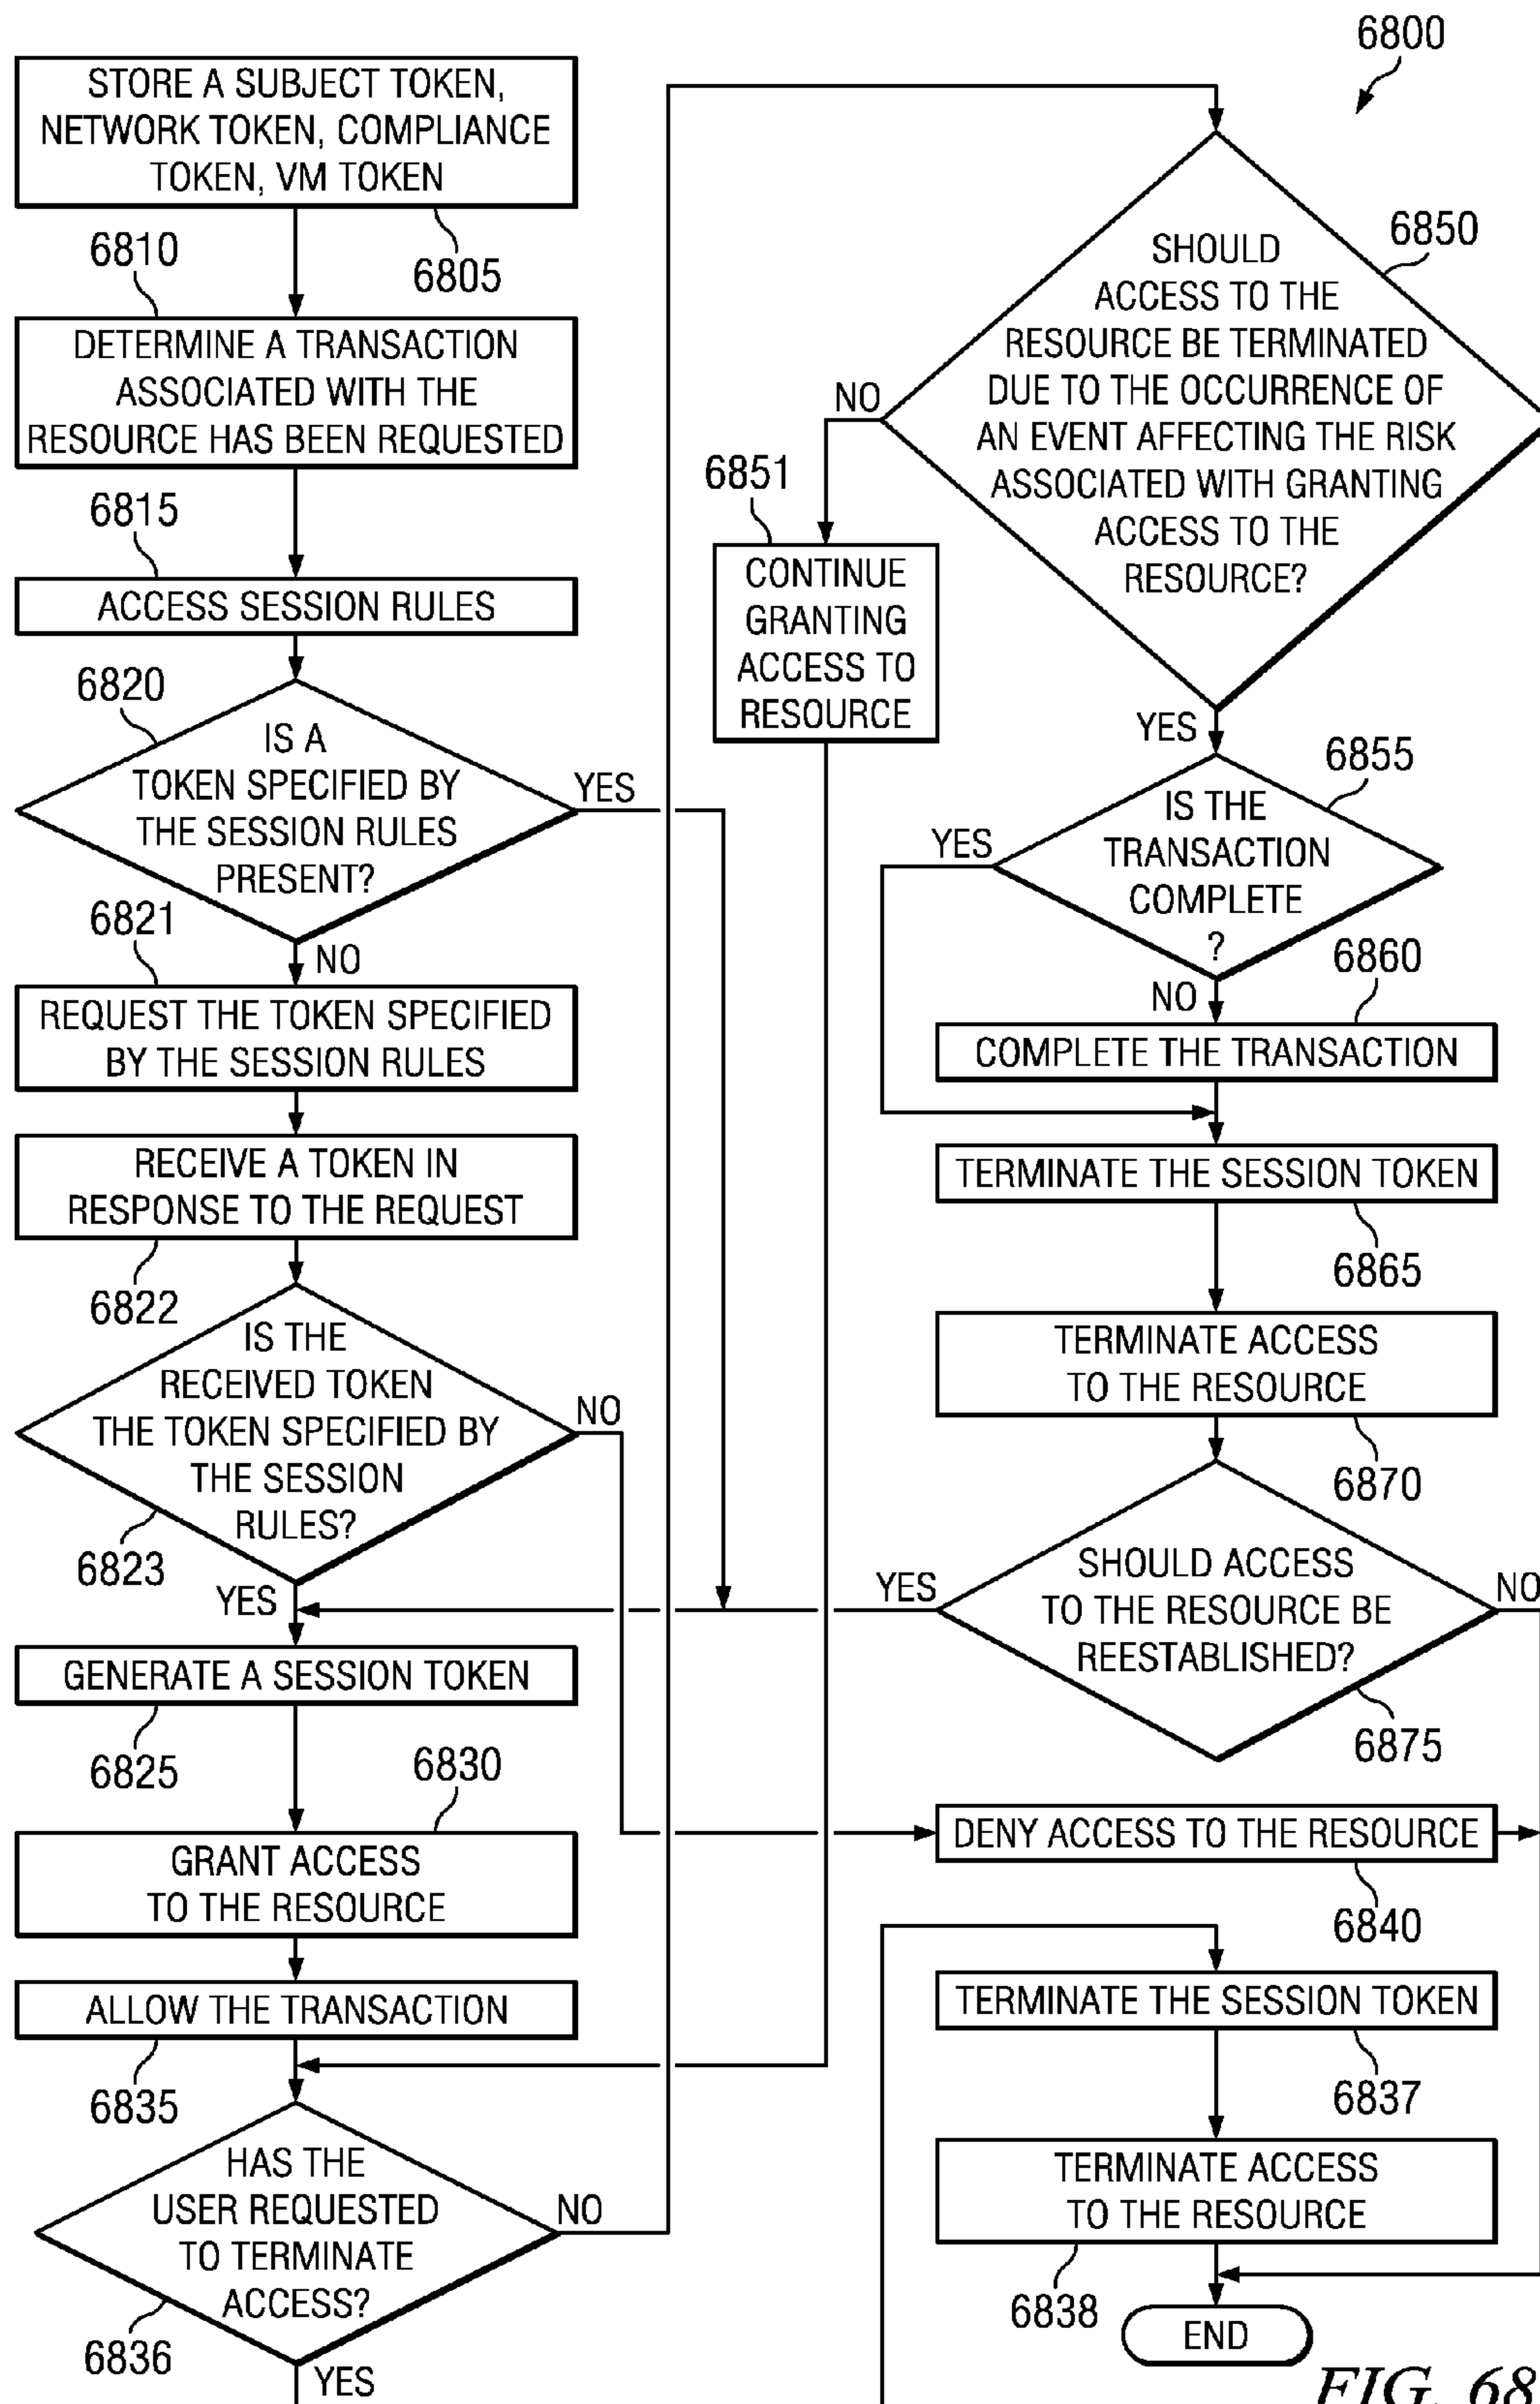 6800
STORE A SUBJECT TOKEN,
NETWORK TOKEN, COMPLIANCE
TOKEN, VM TOKEN
6805
6810
DETERMINE A TRANSACTION
ASSOCIATED WITH THE
RESOURCE HAS BEEN REQUESTED
6815
ACCESS SESSION RULES
6820
IS A
TOKEN SPECIFIED BY
THE SESSION RULES
PRESENT?
YES
6821
NO
REQUEST THE TOKEN SPECIFIED
BY THE SESSION RULES
RECEIVE A TOKEN IN
RESPONSE TO THE REQUEST
6822
IS THE
RECEIVED TOKEN
THE TOKEN SPECIFIED BY
THE SESSION
RULES?
NO
6823
YES
GENERATE A SESSION TOKEN
6825
6830
GRANT ACCESS
TO THE RESOURCE
ALLOW THE TRANSACTION
6835
HAS THE
USER REQUESTED
TO TERMINATE
ACCESS?
NO
6836
YES
6850
SHOULD
ACCESS TO THE
RESOURCE BE TERMINATED
DUE TO THE OCCURRENCE OF
AN EVENT AFFECTING THE RISK
ASSOCIATED WITH GRANTING
ACCESS TO THE
RESOURCE?
NO
6851
CONTINUE
GRANTING
ACCESS TO
RESOURCE
YES
6855
IS THE
TRANSACTION
COMPLETE
?
YES
6860
NO
COMPLETE THE TRANSACTION
TERMINATE THE SESSION TOKEN
6865
TERMINATE ACCESS
TO THE RESOURCE
6870
SHOULD ACCESS
TO THE RESOURCE BE
REESTABLISHED?
YES
NO
6875
DENY ACCESS TO THE RESOURCE
6840
TERMINATE THE SESSION TOKEN
6837
TERMINATE ACCESS
TO THE RESOURCE
6838
END
FIG. 68